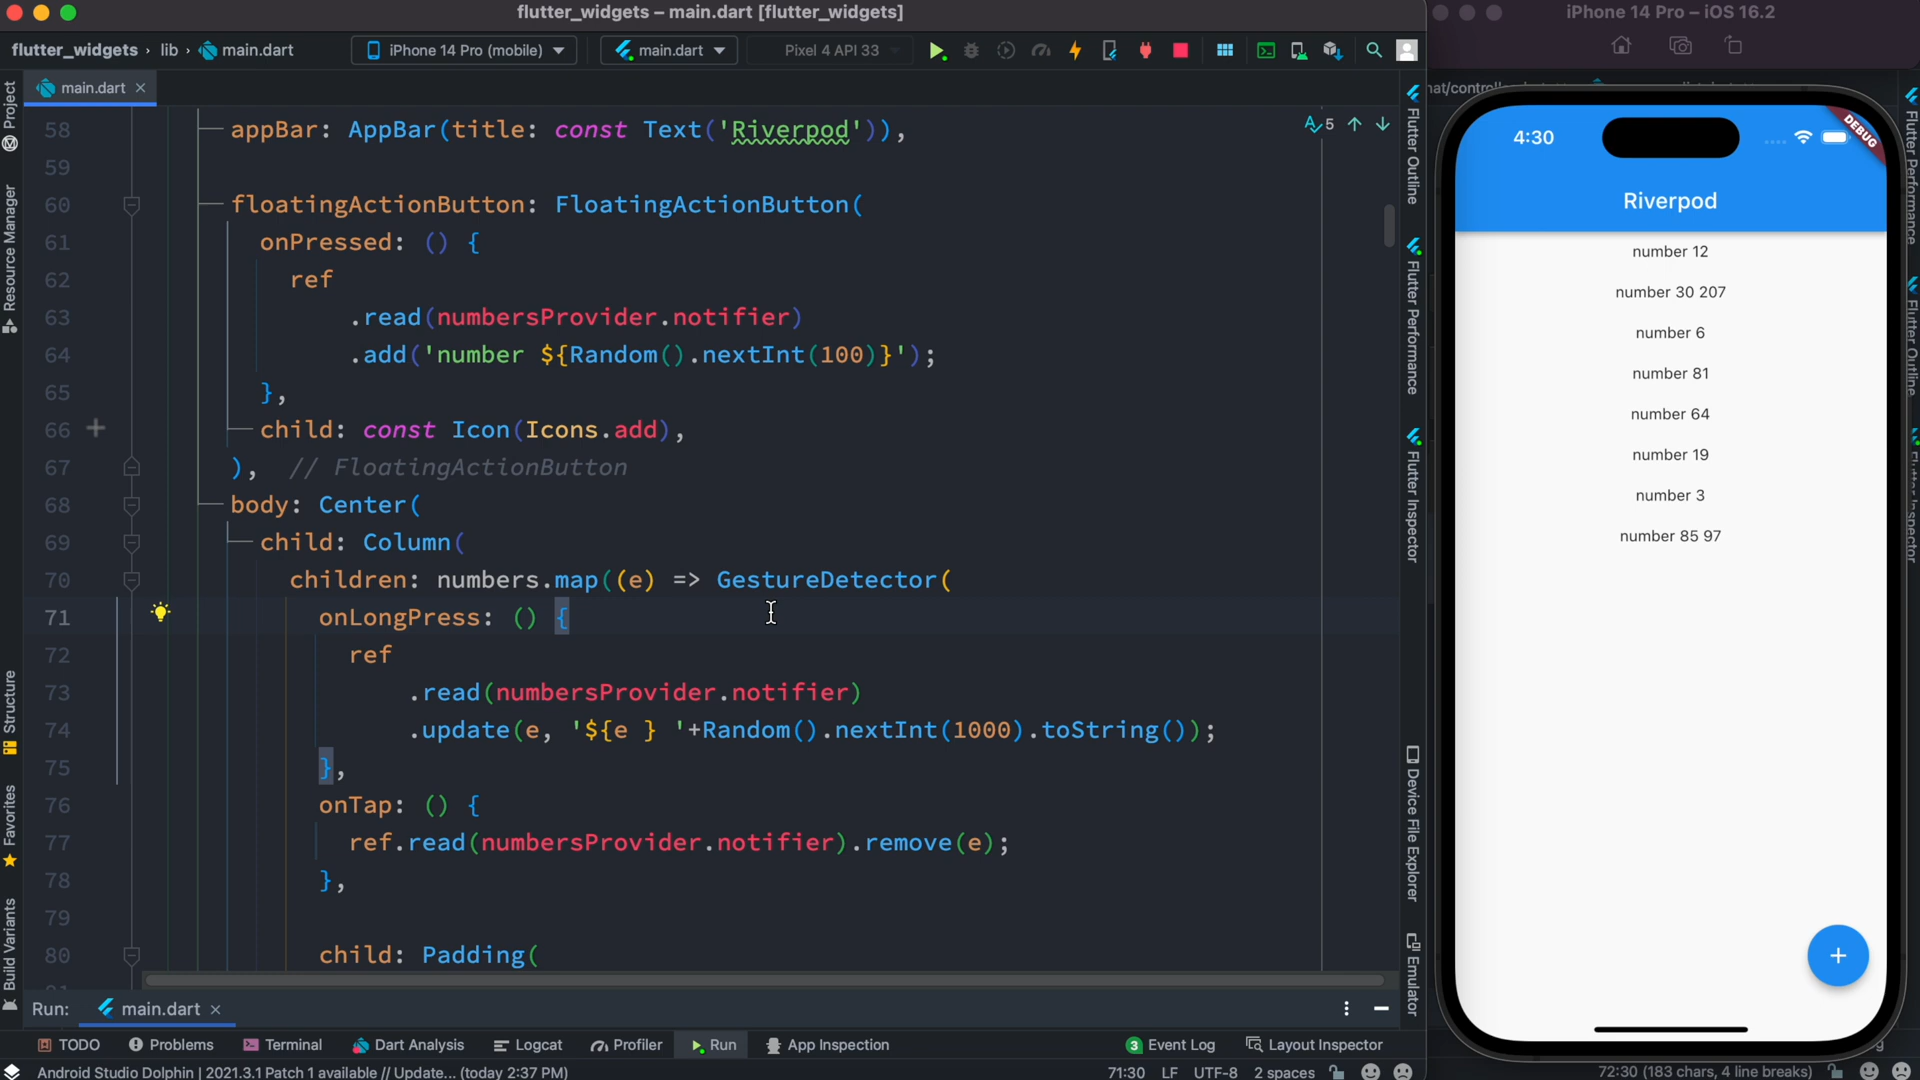 flutter_widgets – main.dart [flutter_widgets]
flutter_widgets › lib › main.dart
iPhone 14 Pro (mobile)
main.dart
Pixel 4 API 33
main.dart
Project
Resource Manager
Structure
Favorites
Build Variants
58 appBar: AppBar(title: const Text('Riverpod')),
59
60 floatingActionButton: FloatingActionButton(
61 onPressed: () {
62 ref
63 .read(numbersProvider.notifier)
64 .add('number ${Random().nextInt(100)}');
65 },
66 child: const Icon(Icons.add),
67 ), // FloatingActionButton
68 body: Center(
69 child: Column(
70 children: numbers.map((e) => GestureDetector(
71 onLongPress: () {
72 ref
73 .read(numbersProvider.notifier)
74 .update(e, '${e } '+Random().nextInt(1000).toString());
75 },
76 onTap: () {
77 ref.read(numbersProvider.notifier).remove(e);
78 },
79
80 child: Padding(
5
Flutter Outline
Flutter Performance
Flutter Inspector
Device File Explorer
Emulator
Run: main.dart
TODO
Problems
Terminal
Dart Analysis
Logcat
Profiler
Run
App Inspection
3 Event Log
Layout Inspector
Android Studio Dolphin | 2021.3.1 Patch 1 available // Update... (today 2:37 PM)
71:30 LF UTF-8 2 spaces
iPhone 14 Pro – iOS 16.2
4:30
DEBUG
Riverpod
number 12
number 30 207
number 6
number 81
number 64
number 19
number 3
number 85 97
Flutter Performance
Flutter Outline
72:30 (183 chars, 4 line breaks)